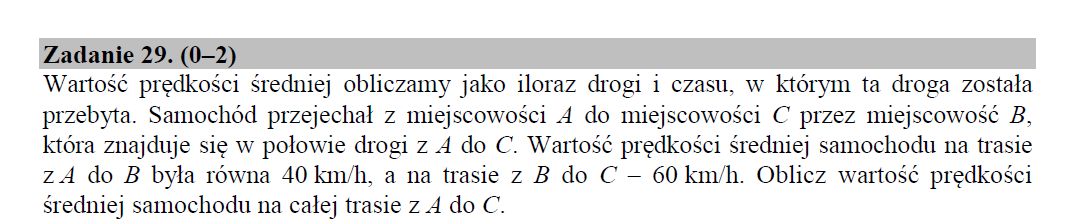 Zadanie 29. (0–2)
Wartość prędkości średniej obliczamy jako iloraz drogi i czasu, w którym ta droga została
przebyta. Samochód przejechał z miejscowości A do miejscowości C przez miejscowość B,
która znajduje się w połowie drogi z A do C. Wartość prędkości średniej samochodu na trasie
z A do B była równa 40 km/h, a na trasie z B do C – 60 km/h. Oblicz wartość prędkości
średniej samochodu na całej trasie z A do C.